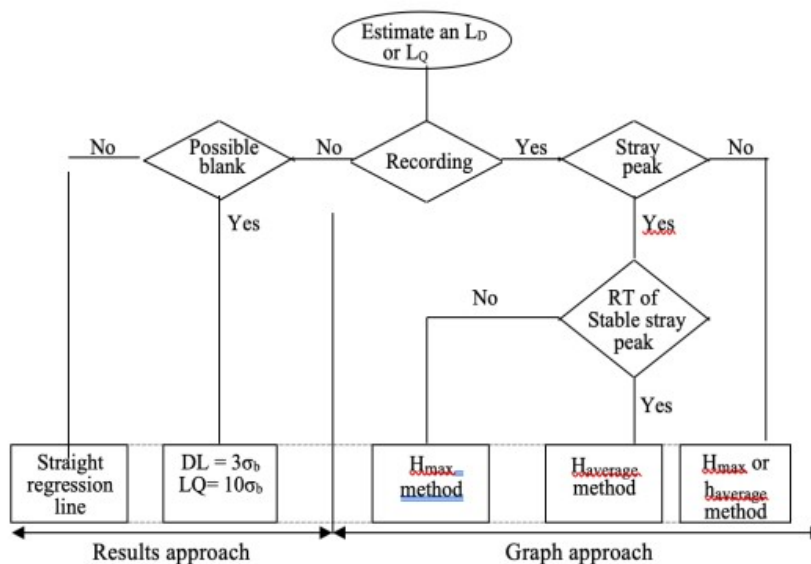 Estimate an LD
or LQ
No
Possible
blank
No
Recording
Yes
Stray
peak
No
Yes
Yes
No
RT of
Stable stray
peak
Yes
Straight
regression
line
DL = 3σb
LQ= 10σb
Hmax
method
Haverage
method
Hmax or
haverage
method
Results approach
Graph approach